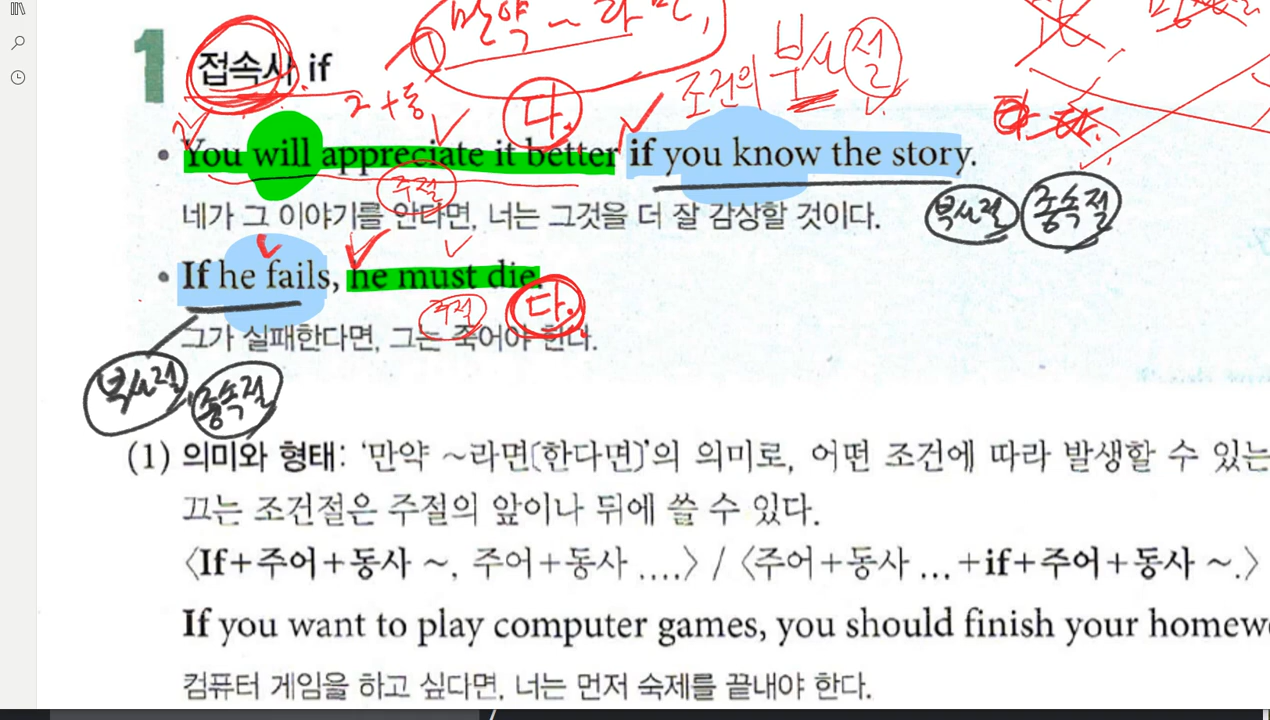 만약 ~ 라 면,
①
1 접속사 if
조건의 부사절
다.
You will appreciate it better if you know the story.
주절
네가 그 이야기를 안다면, 너는 그것을 더 잘 감상할 것이다.
부사절 종속절
If he fails, he must die.
주절 다.
그가 실패한다면, 그는 죽어야 한다.
부사절, 종속절
(1) 의미와 형태: ‘만약 ~라면(한다면)’의 의미로, 어떤 조건에 따라 발생할 수 있는
끄는 조건절은 주절의 앞이나 뒤에 쓸 수 있다.
〈If+주어+동사 ~, 주어+동사 ….〉 / 〈주어+동사 … +if+주어+동사 ~.〉
If you want to play computer games, you should finish your homew
컴퓨터 게임을 하고 싶다면, 너는 먼저 숙제를 끝내야 한다.